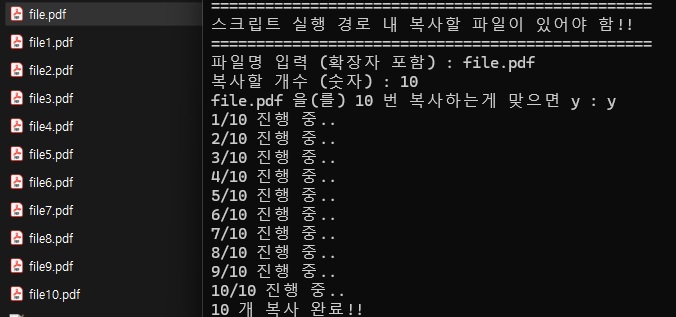 file.pdf
file1.pdf
file2.pdf
file3.pdf
file4.pdf
file5.pdf
file6.pdf
file7.pdf
file8.pdf
file9.pdf
file10.pdf
=================================================
스크립트 실행 경로 내 복사할 파일이 있어야 함!!
=================================================
파일명 입력 (확장자 포함) : file.pdf
복사할 개수 (숫자) : 10
file.pdf 을(를) 10 번 복사하는게 맞으면 y : y
1/10 진행 중..
2/10 진행 중..
3/10 진행 중..
4/10 진행 중..
5/10 진행 중..
6/10 진행 중..
7/10 진행 중..
8/10 진행 중..
9/10 진행 중..
10/10 진행 중..
10 개 복사 완료!!